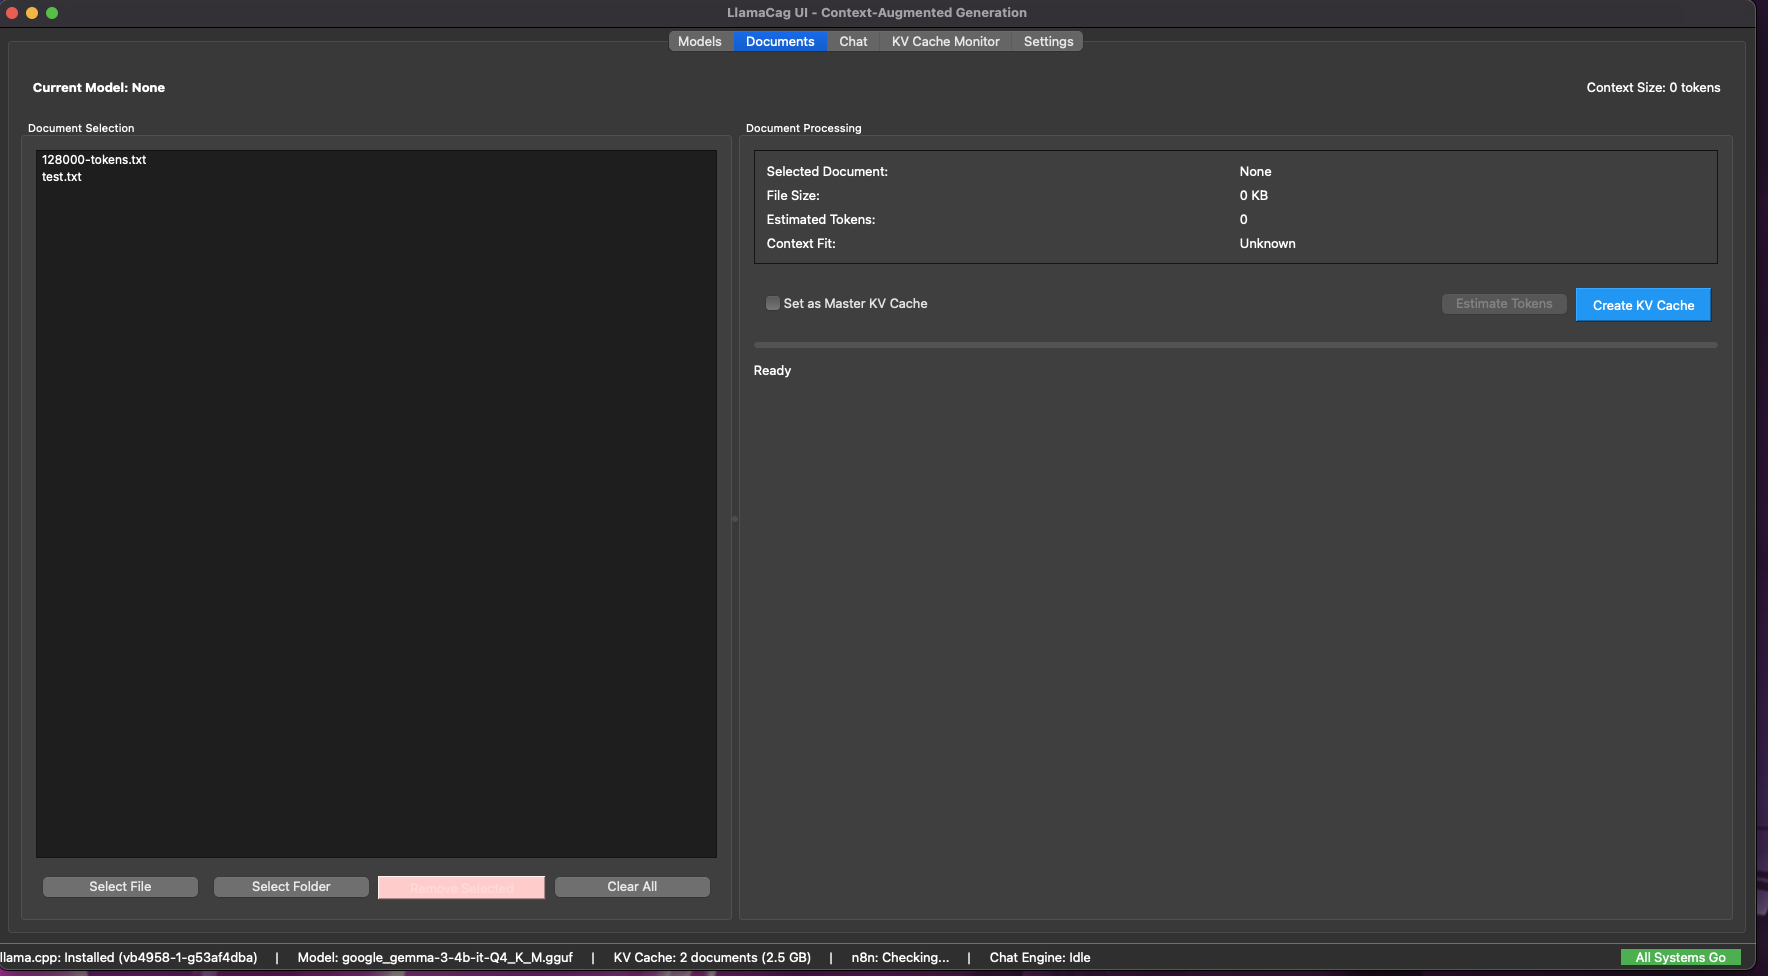 LlamaCag UI - Context-Augmented Generation
Models Documents Chat KV Cache Monitor Settings
Current Model: None
Context Size: 0 tokens
Document Selection
128000-tokens.txt
test.txt
Select File Select Folder Remove Selected Clear All
Document Processing
Selected Document: None
File Size: 0 KB
Estimated Tokens: 0
Context Fit: Unknown
Set as Master KV Cache Estimate Tokens Create KV Cache
Ready
llama.cpp: Installed (vb4958-1-g53af4dba) | Model: google_gemma-3-4b-it-Q4_K_M.gguf | KV Cache: 2 documents (2.5 GB) | n8n: Checking... | Chat Engine: Idle All Systems Go